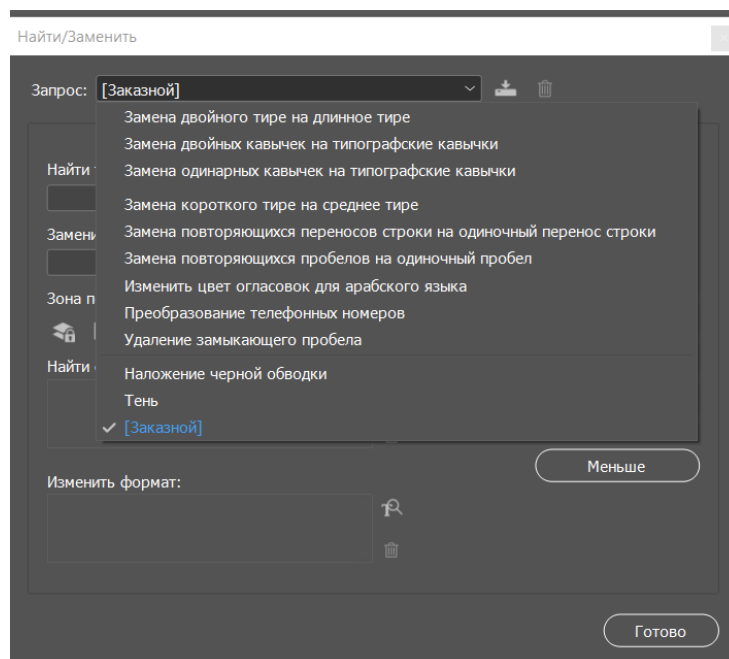 Найти/Заменить
Запрос: [Заказной]
Замена двойного тире на длинное тире
Замена двойных кавычек на типографские кавычки
Найти
Замена одинарных кавычек на типографские кавычки
Замена короткого тире на среднее тире
Замена повторяющихся переносов строки на одиночный перенос строки
Замена повторяющихся пробелов на одиночный пробел
Изменить цвет огласовок для арабского языка
Зона
Преобразование телефонных номеров
Удаление замыкающего пробела
Найти
Наложение черной обводки
Тень
[Заказной]
Меньше
Изменить формат:
Готово